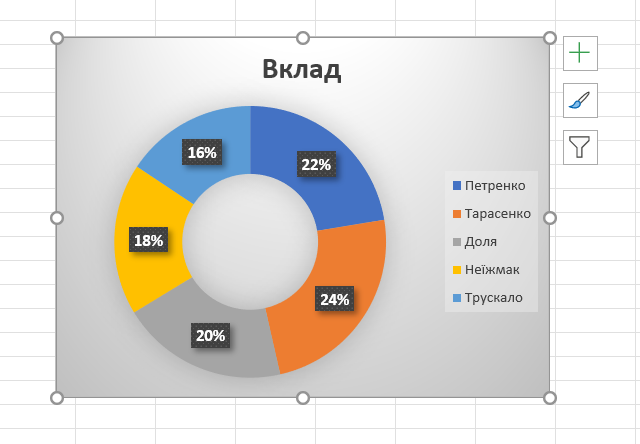 Вклад
22%
24%
20%
18%
16%
Петренко
Тарасенко
Доля
Неїжмак
Трускало